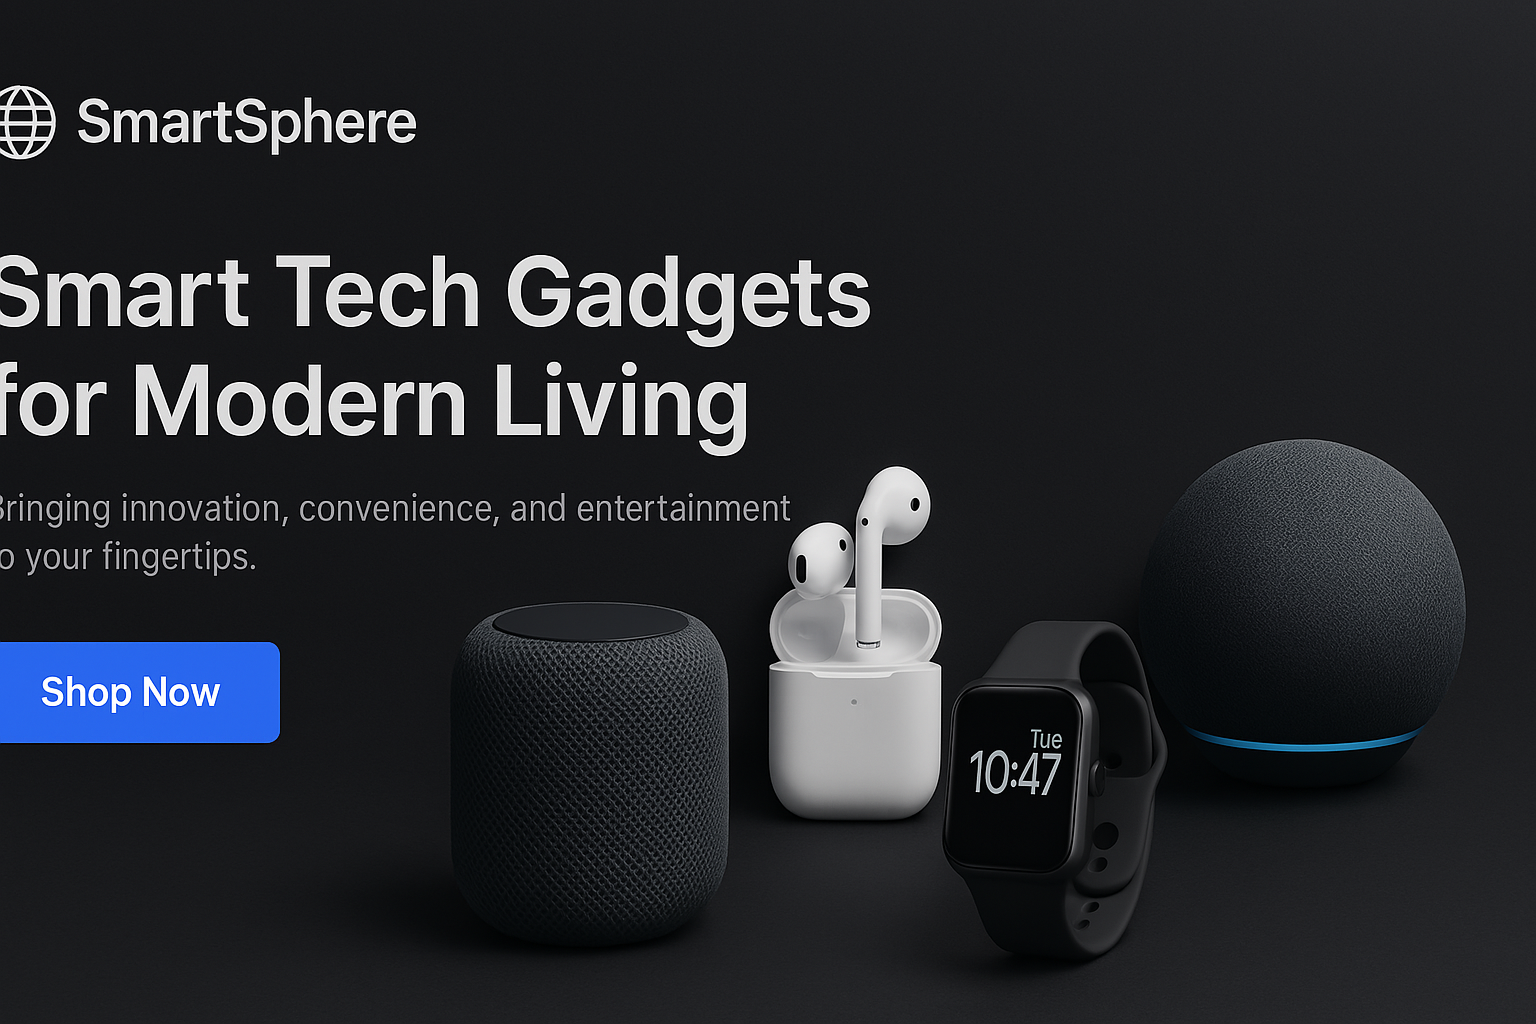 SmartSphere
Smart Tech Gadgets
for Modern Living
Bringing innovation, convenience, and entertainment
to your fingertips.
Shop Now
Tue
10:47